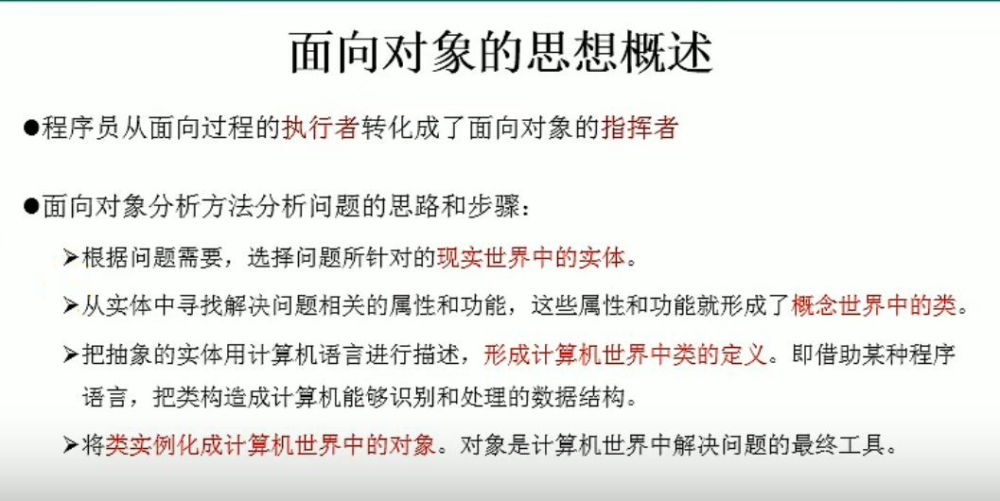 面向对象的思想概述
●程序员从面向过程的执行者转化成了面向对象的指挥者
●面向对象分析方法分析问题的思路和步骤：
➢根据问题需要，选择问题所针对的现实世界中的实体。
➢从实体中寻找解决问题相关的属性和功能，这些属性和功能就形成了概念世界中的类。
➢把抽象的实体用计算机语言进行描述，形成计算机世界中类的定义。即借助某种程序
语言，把类构造成计算机能够识别和处理的数据结构。
➢将类实例化成计算机世界中的对象。对象是计算机世界中解决问题的最终工具。